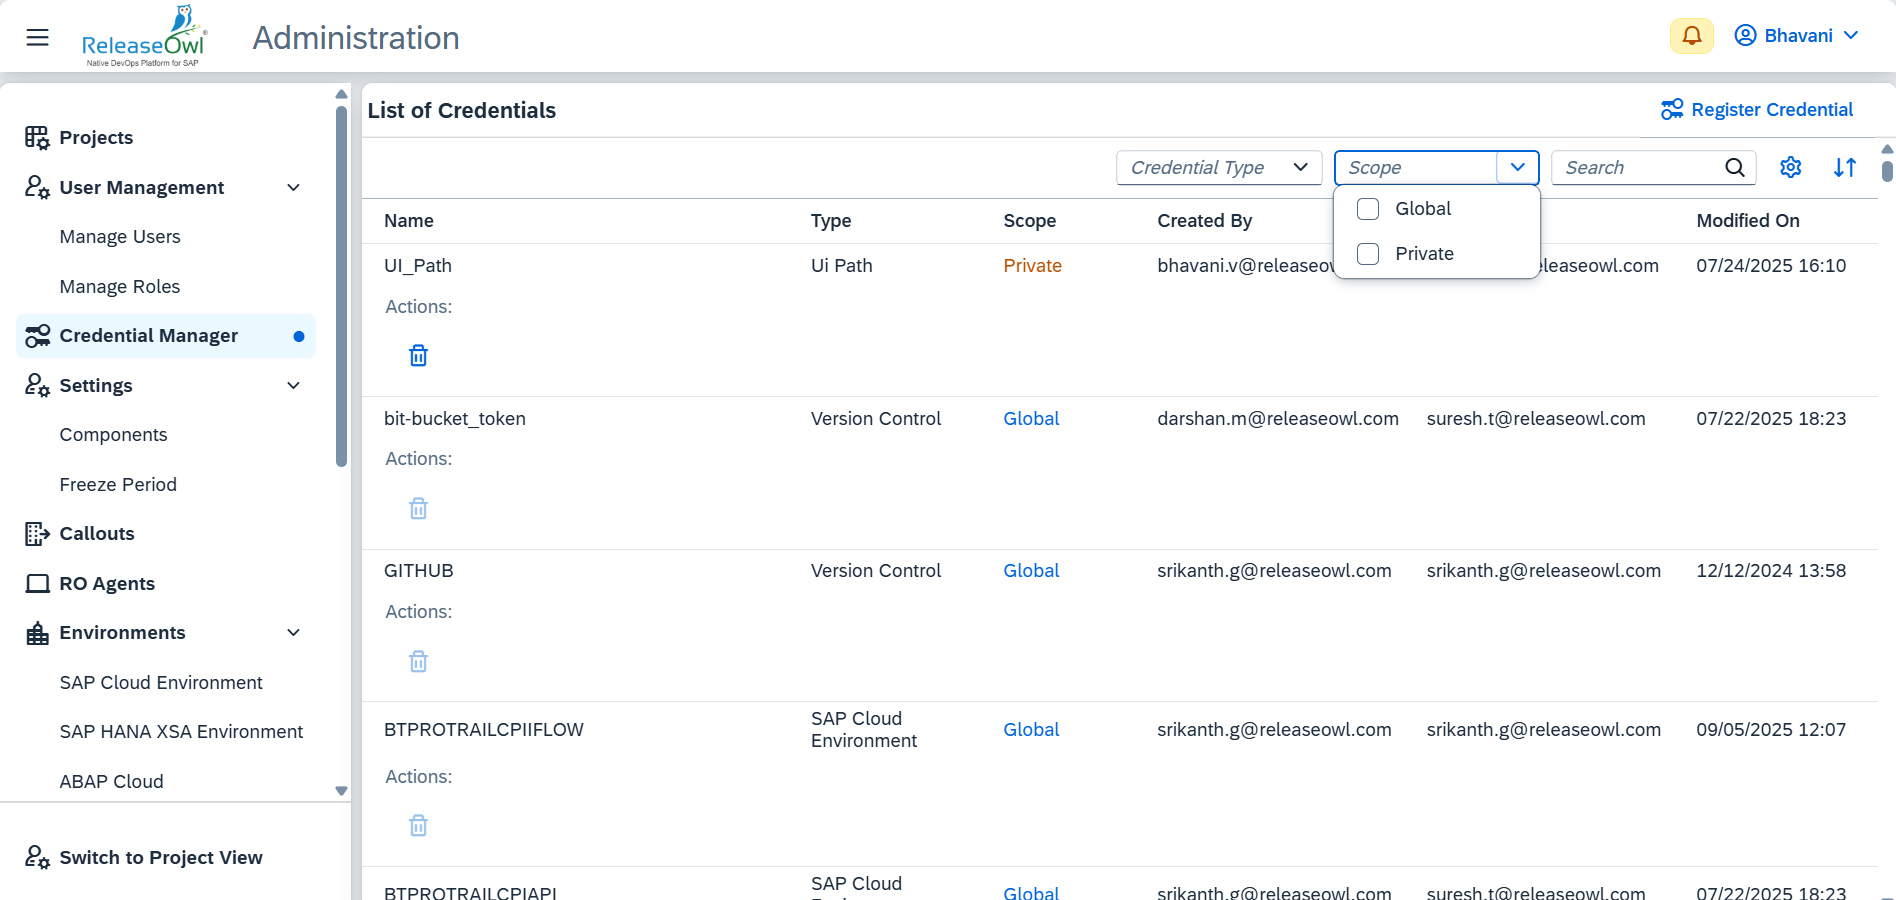 ReleaseOwl
Native DevOps Platform for SAP
Administration
Bhavani
Projects
User Management
Manage Users
Manage Roles
Credential Manager
Settings
Components
Freeze Period
Callouts
RO Agents
Environments
SAP Cloud Environment
SAP HANA XSA Environment
ABAP Cloud
Switch to Project View
List of Credentials
Register Credential
Credential Type
Scope
Search
Global
Private
Name Type Scope Created By Modified On
UI_Path Ui Path Private bhavani.v@releaseow eleaseowl.com 07/24/2025 16:10
Actions:
bit-bucket_token Version Control Global darshan.m@releaseowl.com suresh.t@releaseowl.com 07/22/2025 18:23
Actions:
GITHUB Version Control Global srikanth.g@releaseowl.com srikanth.g@releaseowl.com 12/12/2024 13:58
Actions:
BTPROTRAILCPIIFLOW SAP Cloud Environment Global srikanth.g@releaseowl.com srikanth.g@releaseowl.com 09/05/2025 12:07
Actions:
BTPROTRAILCPIAPI SAP Cloud Global srikanth.g@releaseowl.com suresh.t@releaseowl.com 07/22/2025 18:23